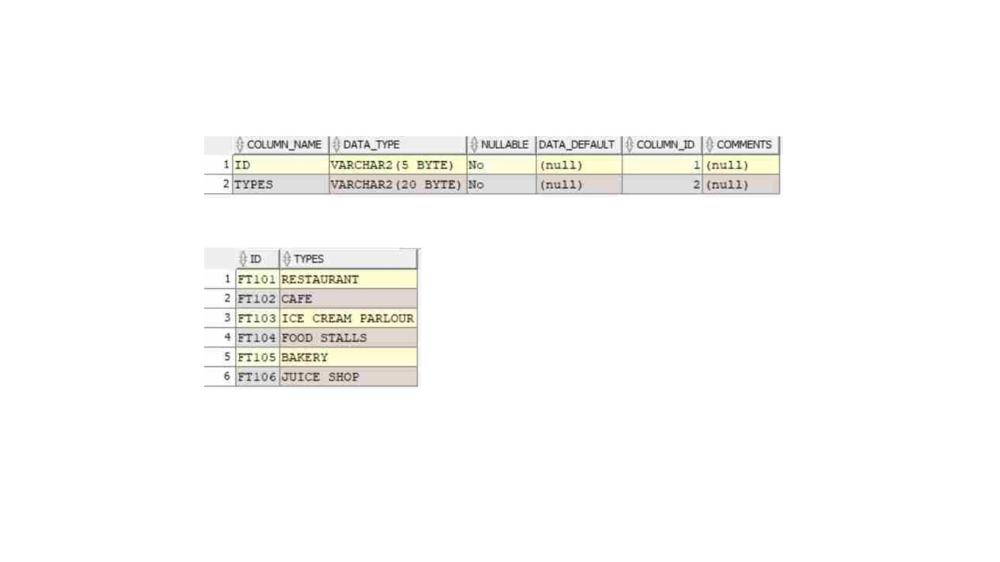 COLUMN_NAME DATA_TYPE NULLABLE DATA_DEFAULT COLUMN_ID COMMENTS
1 ID VARCHAR2(5 BYTE) No (null) 1 (null)
2 TYPES VARCHAR2(20 BYTE) No (null) 2 (null)
ID TYPES
1 FT101 RESTAURANT
2 FT102 CAFE
3 FT103 ICE CREAM PARLOUR
4 FT104 FOOD STALLS
5 FT105 BAKERY
6 FT106 JUICE SHOP